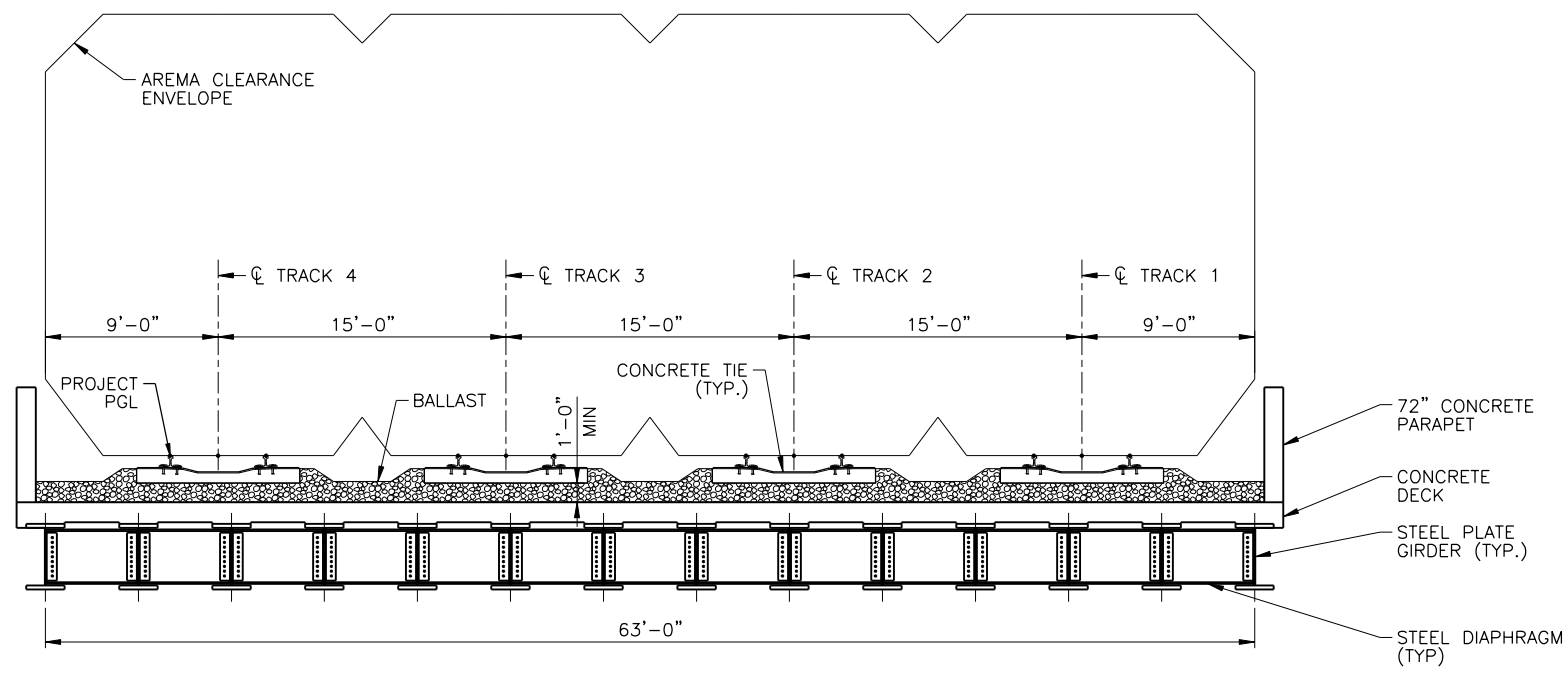 AREMA CLEARANCE
ENVELOPE
℄ TRACK 4
℄ TRACK 3
℄ TRACK 2
℄ TRACK 1
9'-0"
15'-0"
15'-0"
15'-0"
9'-0"
PROJECT
PGL
BALLAST
1'-0"
MIN
CONCRETE TIE
(TYP.)
72" CONCRETE
PARAPET
CONCRETE
DECK
STEEL PLATE
GIRDER (TYP.)
63'-0"
STEEL DIAPHRAGM
(TYP)